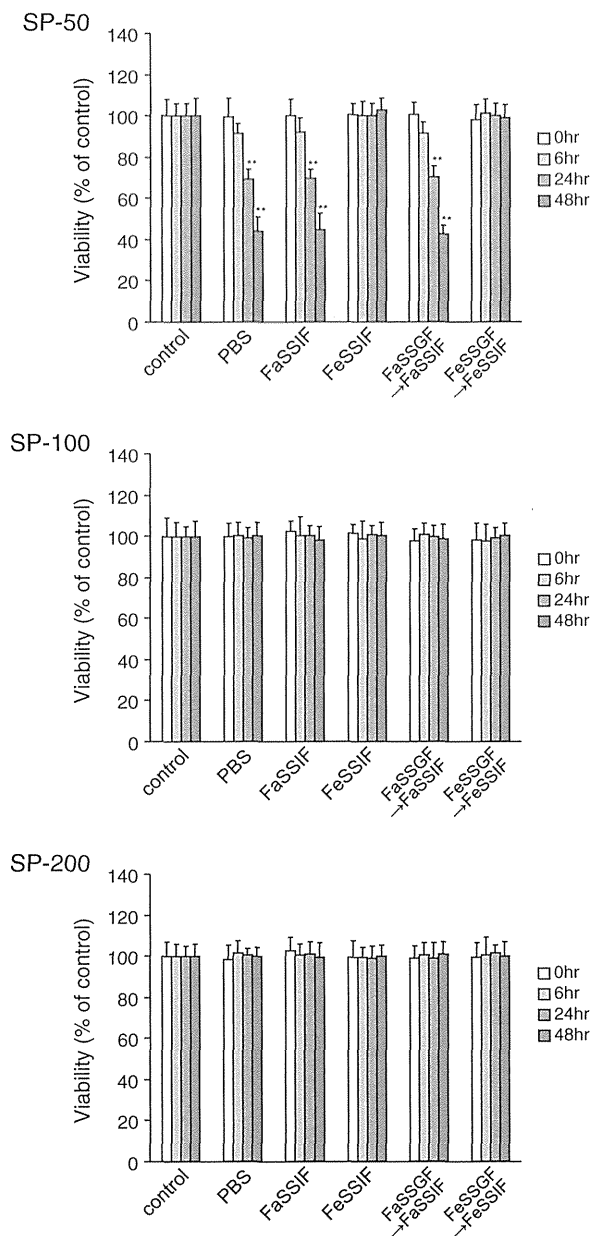 SP-50
Viability (% of control)
140
120
100
80
60
40
20
0
**
**
**
**
**
**
control
PBS
FaSSIF
FeSSIF
FaSSGF
→FaSSIF
FeSSGF
→FeSSIF
0hr
6hr
24hr
48hr
SP-100
Viability (% of control)
140
120
100
80
60
40
20
0
control
PBS
FaSSIF
FeSSIF
FaSSGF
→FaSSIF
FeSSGF
→FeSSIF
0hr
6hr
24hr
48hr
SP-200
Viability (% of control)
140
120
100
80
60
40
20
0
control
PBS
FaSSIF
FeSSIF
FaSSGF
→FaSSIF
FeSSGF
→FeSSIF
0hr
6hr
24hr
48hr